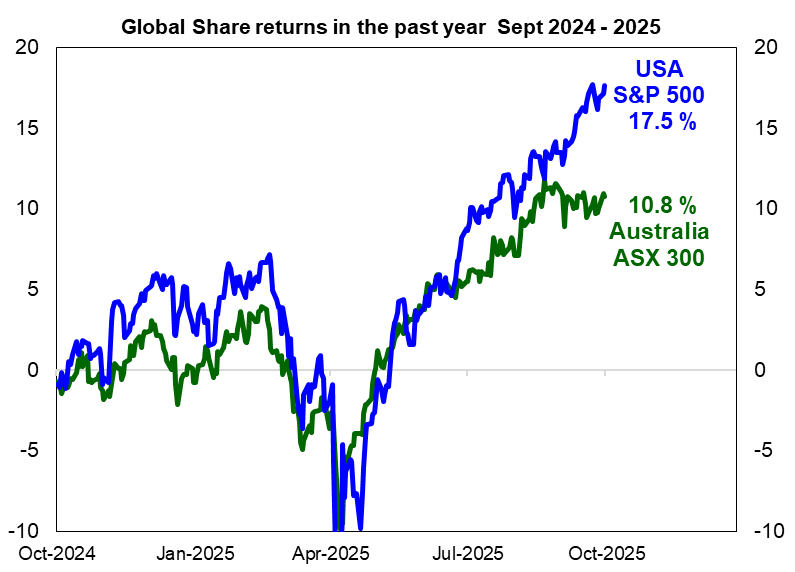 Global Share returns in the past year  Sept 2024 - 2025
20
20
USA
S&P 500
17.5 %
15
15
10
10
10.8 %
Australia
ASX 300
5
5
0
0
-5
-5
-10
-10
Oct-2024
Jan-2025
Apr-2025
Jul-2025
Oct-2025